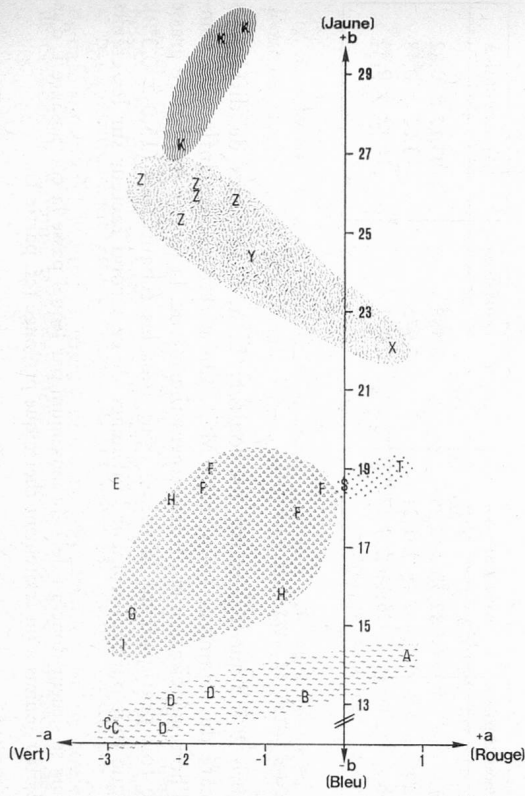 (Jaune)
+b
K
K
29
K
27
Z
Z
Z
Z
Z
25
Y
23
X
21
F
19
T
E
F
F
S
H
F
17
H
G
15
I
A
D
D
B
13
C
C
D
-a
(Vert)
-3
-2
-1
-b
(Bleu)
1
+a
(Rouge)